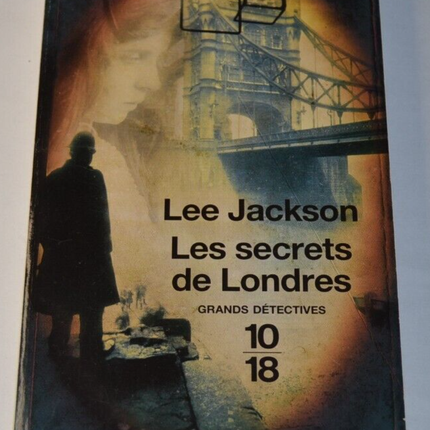 Lee Jackson
Les secrets
de Londres
GRANDS DÉTECTIVES
10
18